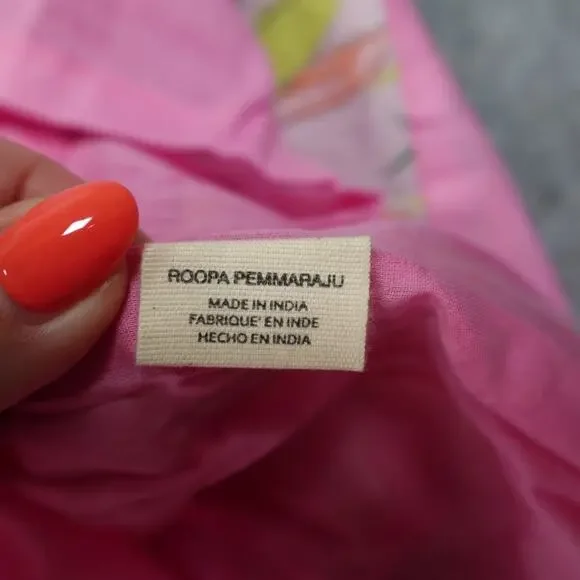 ROOPA PEMMARAJU
MADE IN INDIA
FABRIQUE' EN INDE
HECHO EN INDIA